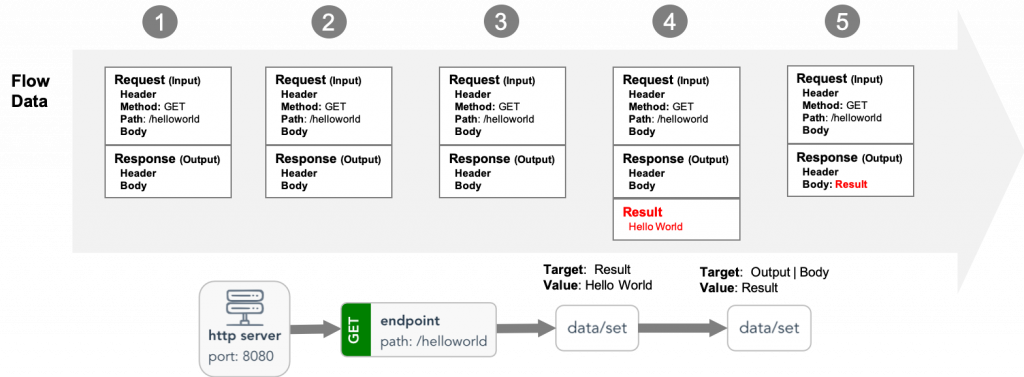 1
2
3
4
5
Flow
Data
Request (Input)
Header
Method: GET
Path: /helloworld
Body
Response (Output)
Header
Body
Request (Input)
Header
Method: GET
Path: /helloworld
Body
Response (Output)
Header
Body
Request (Input)
Header
Method: GET
Path: /helloworld
Body
Response (Output)
Header
Body
Request (Input)
Header
Method: GET
Path: /helloworld
Body
Response (Output)
Header
Body
Result
Hello World
Request (Input)
Header
Method: GET
Path: /helloworld
Body
Response (Output)
Header
Body: Result
Target: Result
Value: Hello World
Target: Output | Body
Value: Result
http server
port: 8080
GET
endpoint
path: /helloworld
data/set
data/set